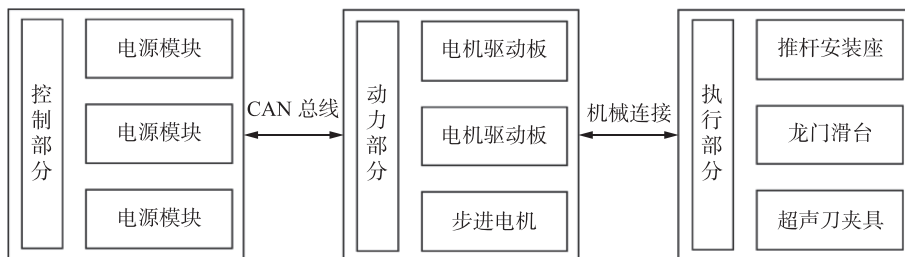 控制部分
电源模块
电源模块
电源模块
CAN 总线
动力部分
电机驱动板
电机驱动板
步进电机
机械连接
执行部分
推杆安装座
龙门滑台
超声刀夹具